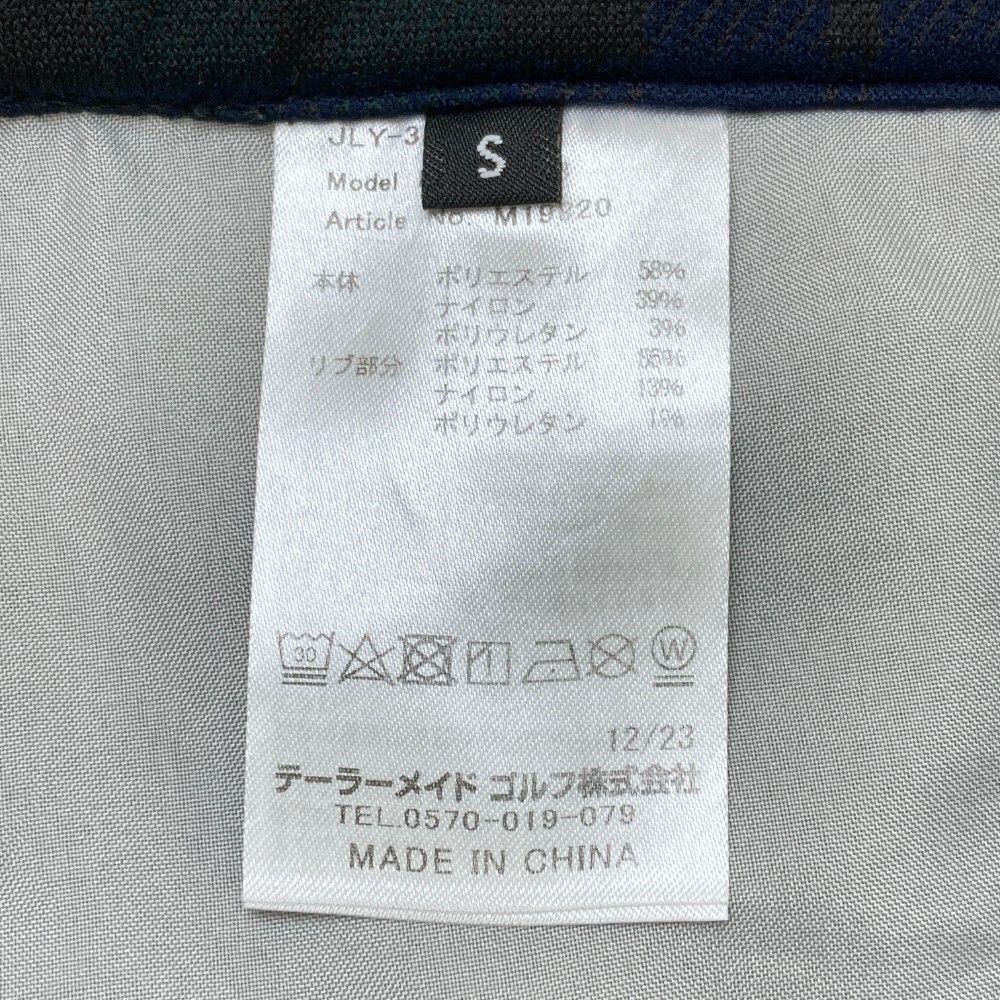 JLY-3
S
Model
Article No.
本体 ポリエステル 58%
ナイロン 39%
ポリウレタン 3%
リブ部分 ポリエステル
ナイロン 13%
ポリウレタン 1%
30
W
12/23
テーラーメイド ゴルフ株式会社
TEL.0570-019-079
MADE IN CHINA